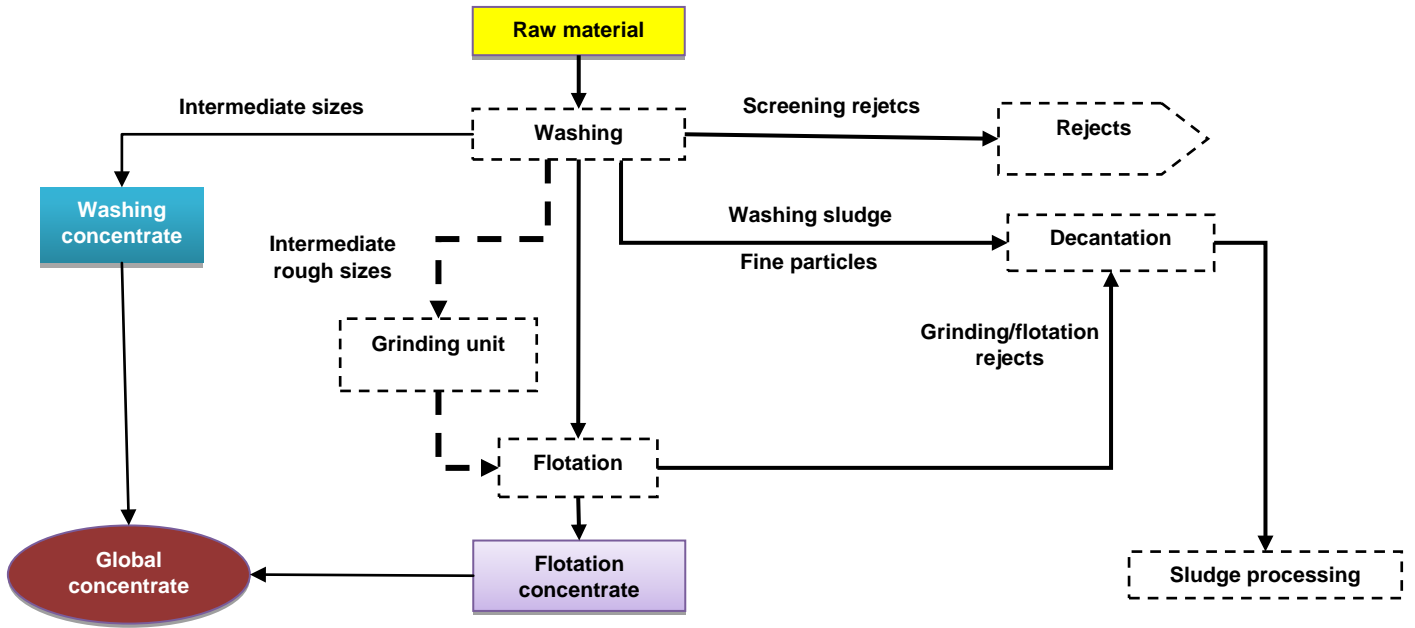 Raw material
Intermediate sizes
Screening rejetcs
Washing
Rejects
Washing
concentrate
Washing sludge
Fine particles
Decantation
Intermediate
rough sizes
Grinding unit
Grinding/flotation
rejects
Flotation
Global
concentrate
Flotation
concentrate
Sludge processing